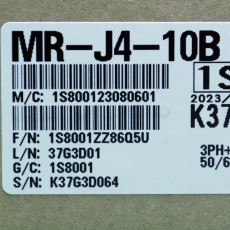 MR-J4-10B
1S
M/C: 1S800123080601
2023/
K37
F/N: 1S8001ZZ86Q5U
L/N: 37G3D01
G/C: 1S8001
S/N: K37G3D064
3PH+
50/6